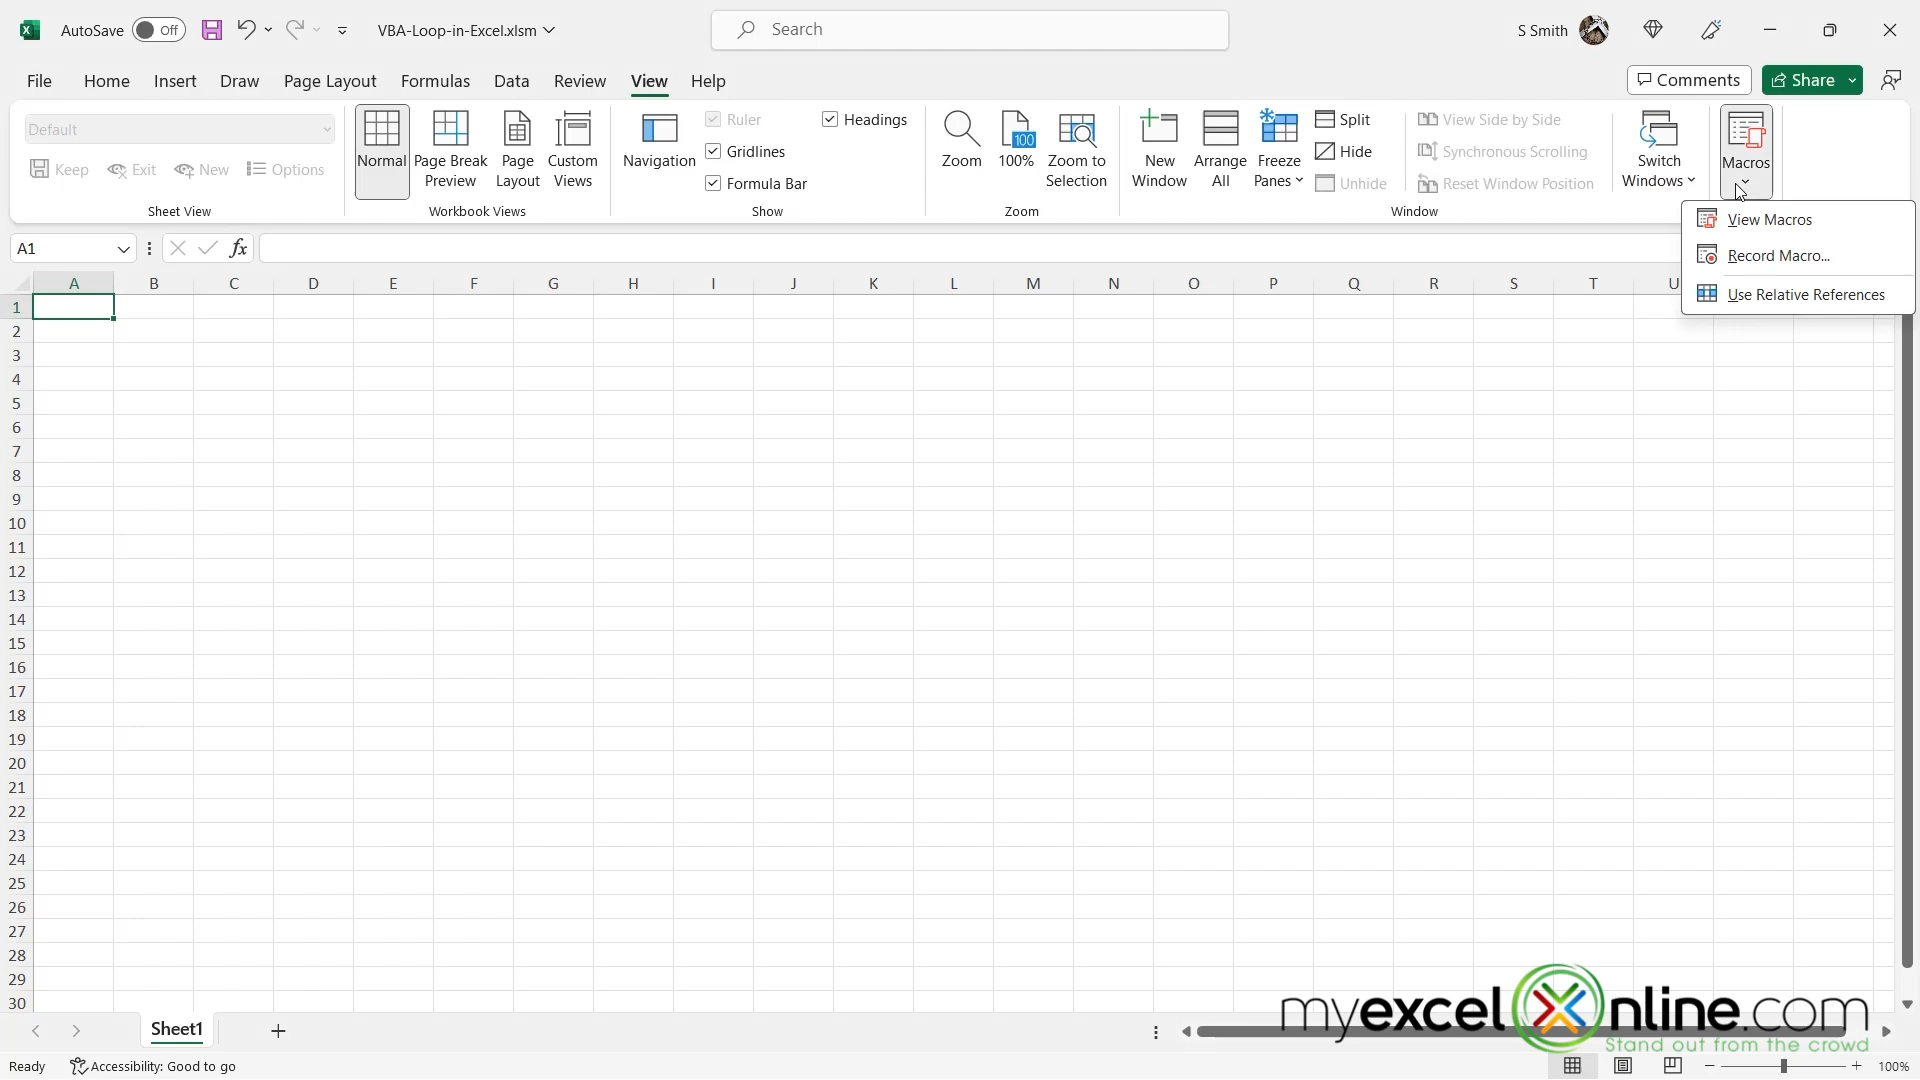 AutoSave Off VBA-Loop-in-Excel.xlsm Search S Smith
File Home Insert Draw Page Layout Formulas Data Review View Help Comments Share
Default
Keep Exit New Options
Sheet View
Normal
Page Break
Preview
Page
Layout
Custom
Views
Workbook Views
Navigation
Ruler
Gridlines
Formula Bar
Headings
Show
Zoom
100
100%
Zoom to
Selection
Zoom
New
Window
Arrange
All
Freeze
Panes
Split
Hide
Unhide
View Side by Side
Synchronous Scrolling
Reset Window Position
Window
Switch
Windows
Macros
View Macros
Record Macro...
Use Relative References
A1 fx
A B C D E F G H I J K L M N O P Q R S T U
1
2
3
4
5
6
7
8
9
10
11
12
13
14
15
16
17
18
19
20
21
22
23
24
25
26
27
28
29
30
myexcelonline.com
Stand out from the crowd
Sheet1
Ready Accessibility: Good to go 100%